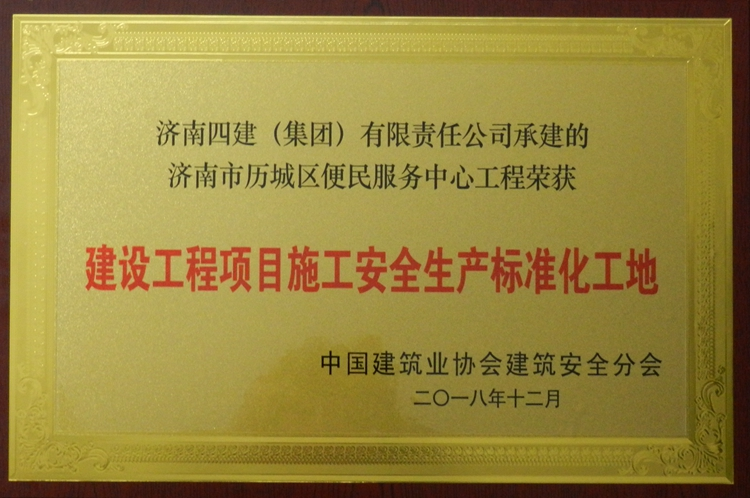 济南四建（集团）有限责任公司承建的
济南市历城区便民服务中心工程荣获
建设工程项目施工安全生产标准化工地
中国建筑业协会建筑安全分会
二〇一八年十二月